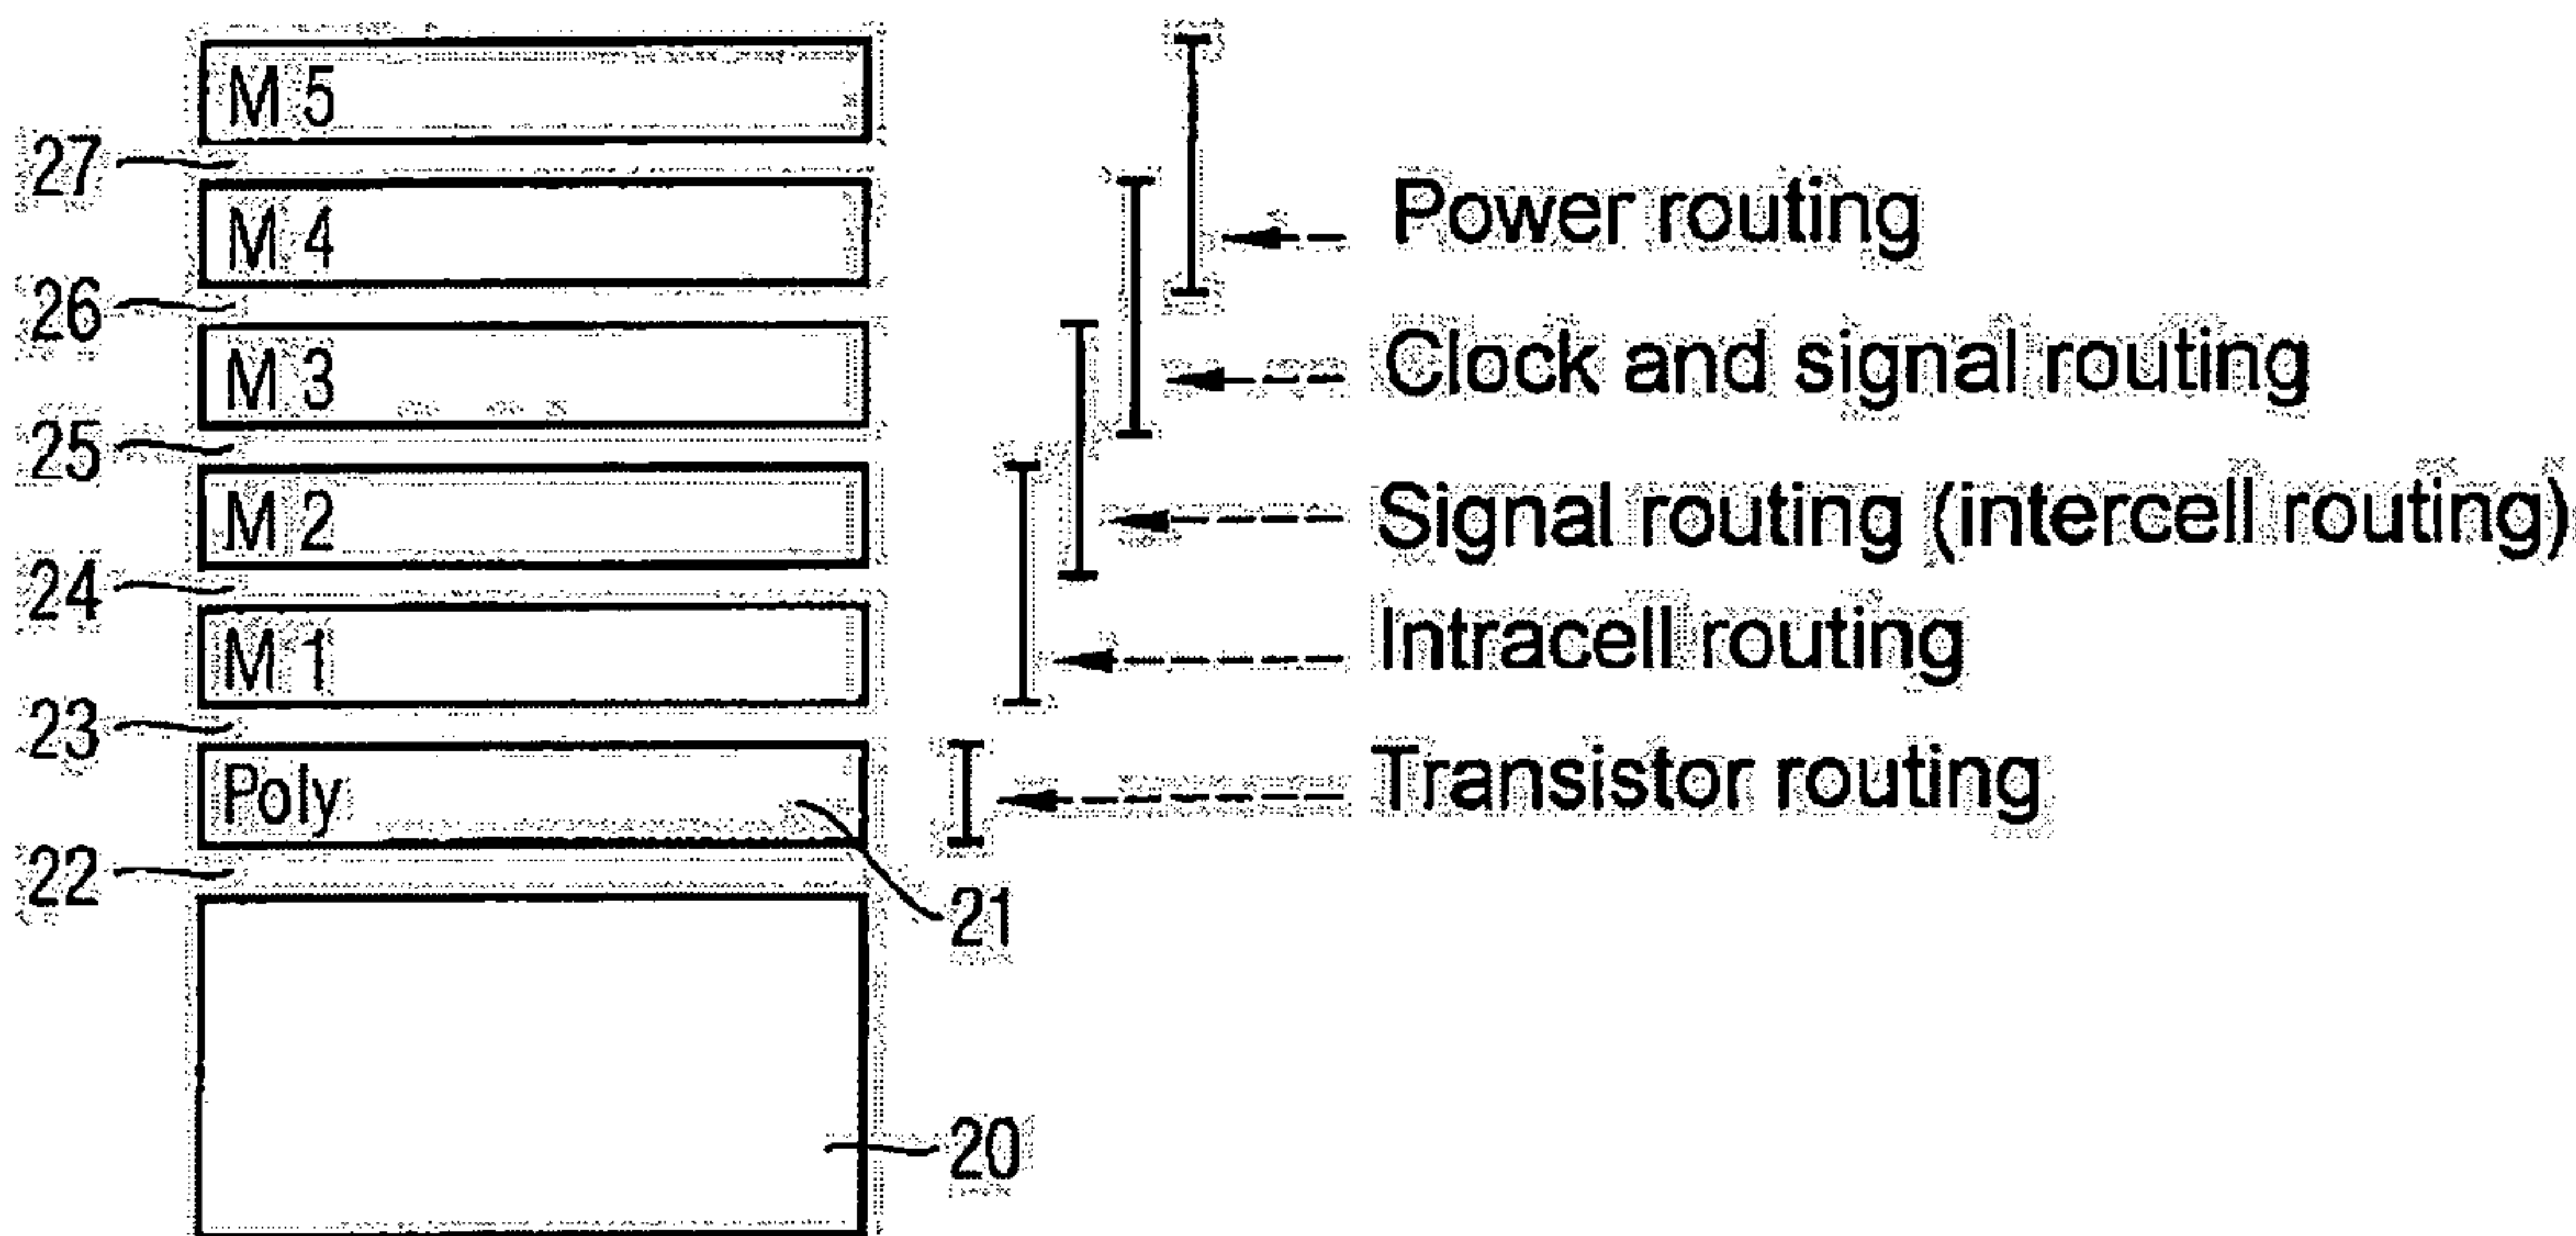 M 5
27
M 4
Power routing
26
M 3
Clock and signal routing
25
M 2
Signal routing (intercell routing)
24
M 1
Intracell routing
23
Poly
Transistor routing
22
21
20